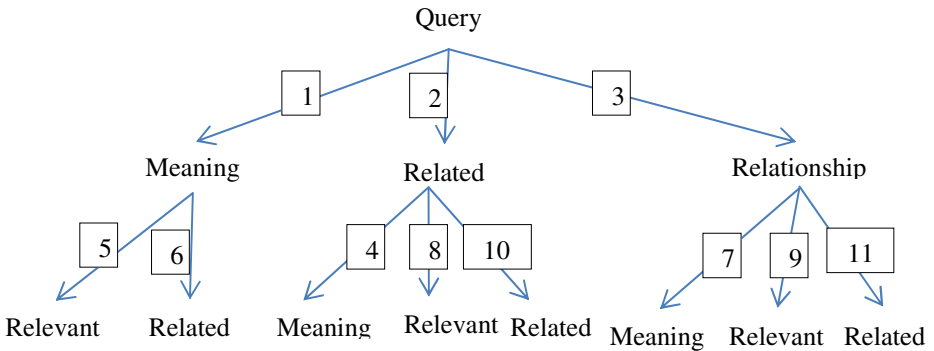 Query
1
2
3
Meaning
Related
Relationship
5
6
4
8
10
7
9
11
Relevant
Related
Meaning
Relevant
Related
Meaning
Relevant
Related